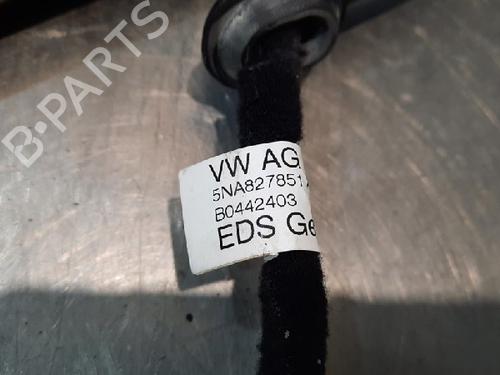 B-PARTS
VW AG
5NA827851
B0442403
EDS Ge